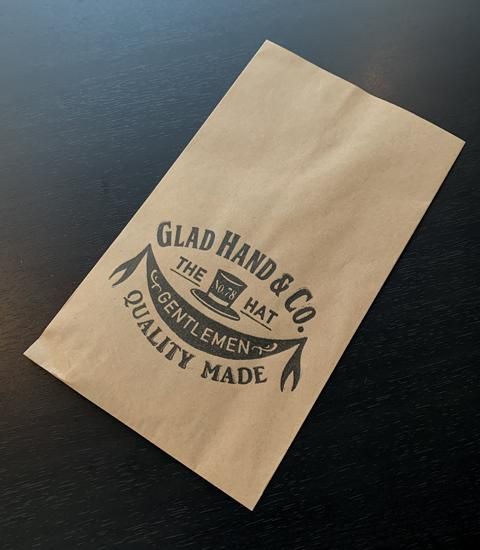 GLAD HAND & CO.
THE No.78 HAT
GENTLEMEN
QUALITY MADE